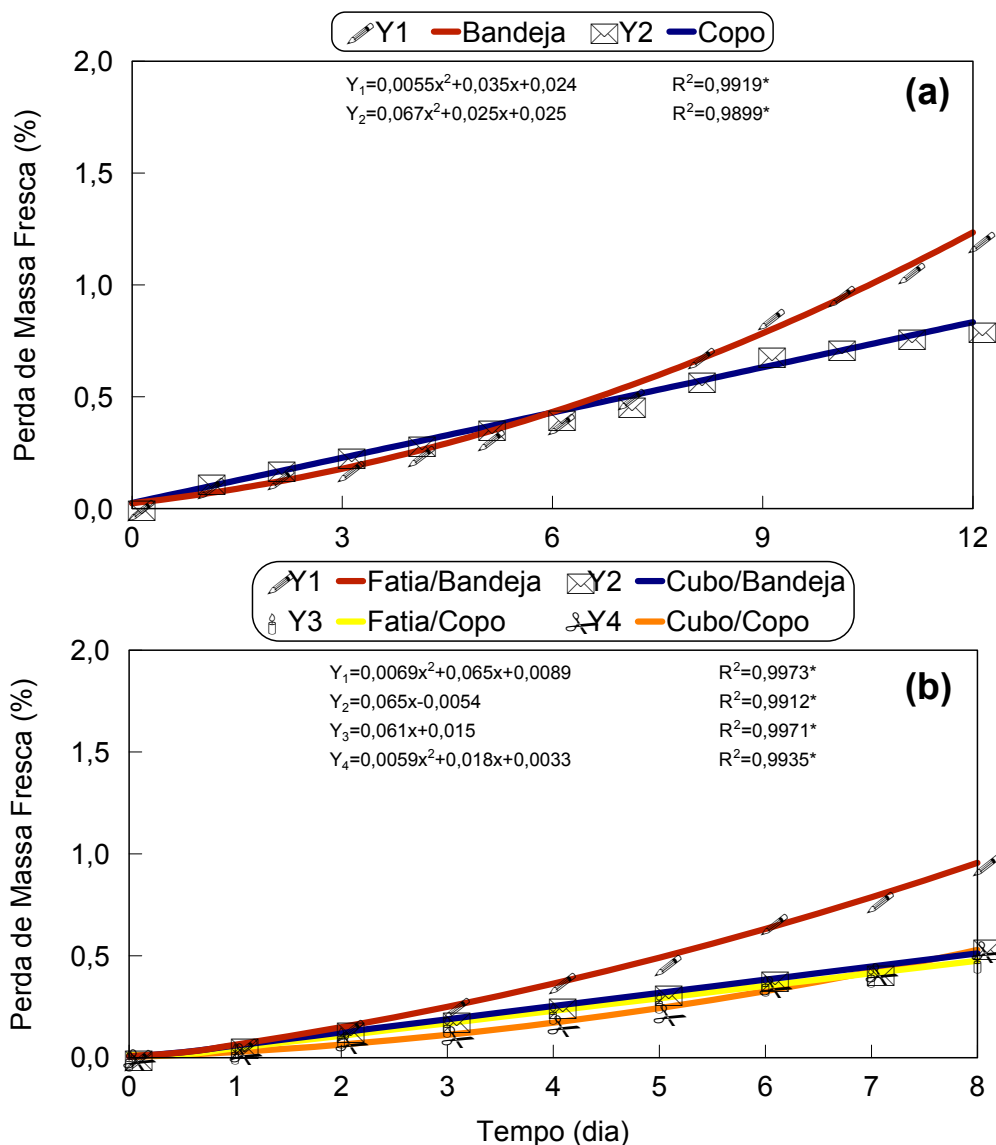 Y1 Bandeja Y2 Copo
2,0
Y₁=0,0055x²+0,035x+0,024 R²=0,9919*
(a)
Y₂=0,067x²+0,025x+0,025 R²=0,9899*
1,5
1,0
0,5
0,0
Perda de Massa Fresca (%)
0 3 6 9 12
Y1 Fatia/Bandeja Y2 Cubo/Bandeja
Y3 Fatia/Copo Y4 Cubo/Copo
2,0
Y₁=0,0069x²+0,065x+0,0089 R²=0,9973*
(b)
Y₂=0,065x-0,0054 R²=0,9912*
Y₃=0,061x+0,015 R²=0,9971*
Y₄=0,0059x²+0,018x+0,0033 R²=0,9935*
1,5
1,0
0,5
0,0
Perda de Massa Fresca (%)
0 1 2 3 4 5 6 7 8
Tempo (dia)